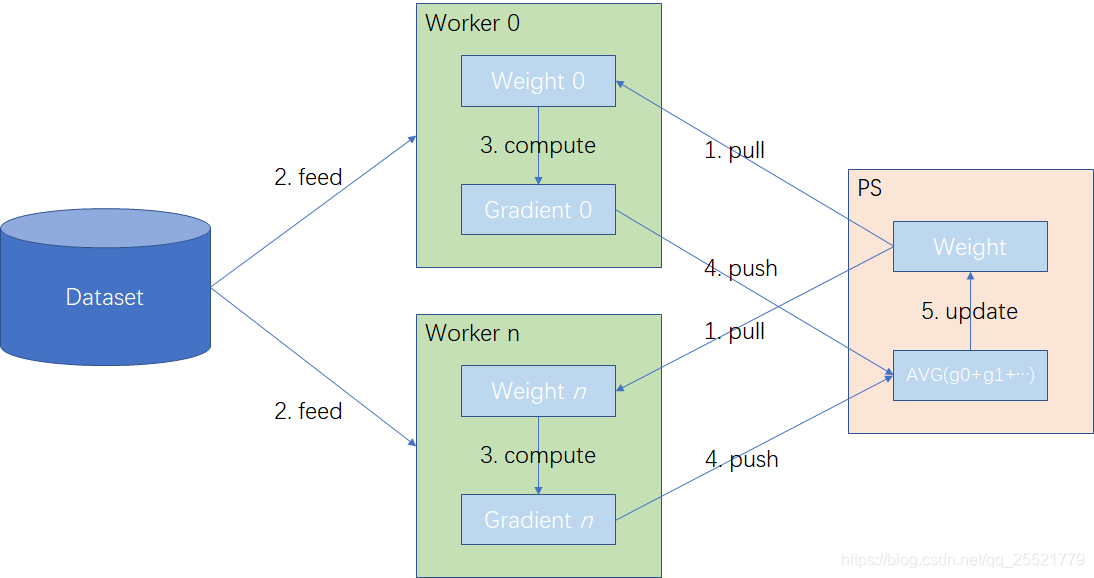 Worker 0
Weight 0
3. compute
Gradient 0
2. feed
1. pull
4. push
Dataset
PS
Weight
5. update
AVG(g0+g1+···)
Worker n
Weight n
3. compute
Gradient n
2. feed
1. pull
4. push
https://blog.csdn.net/qq_25521779